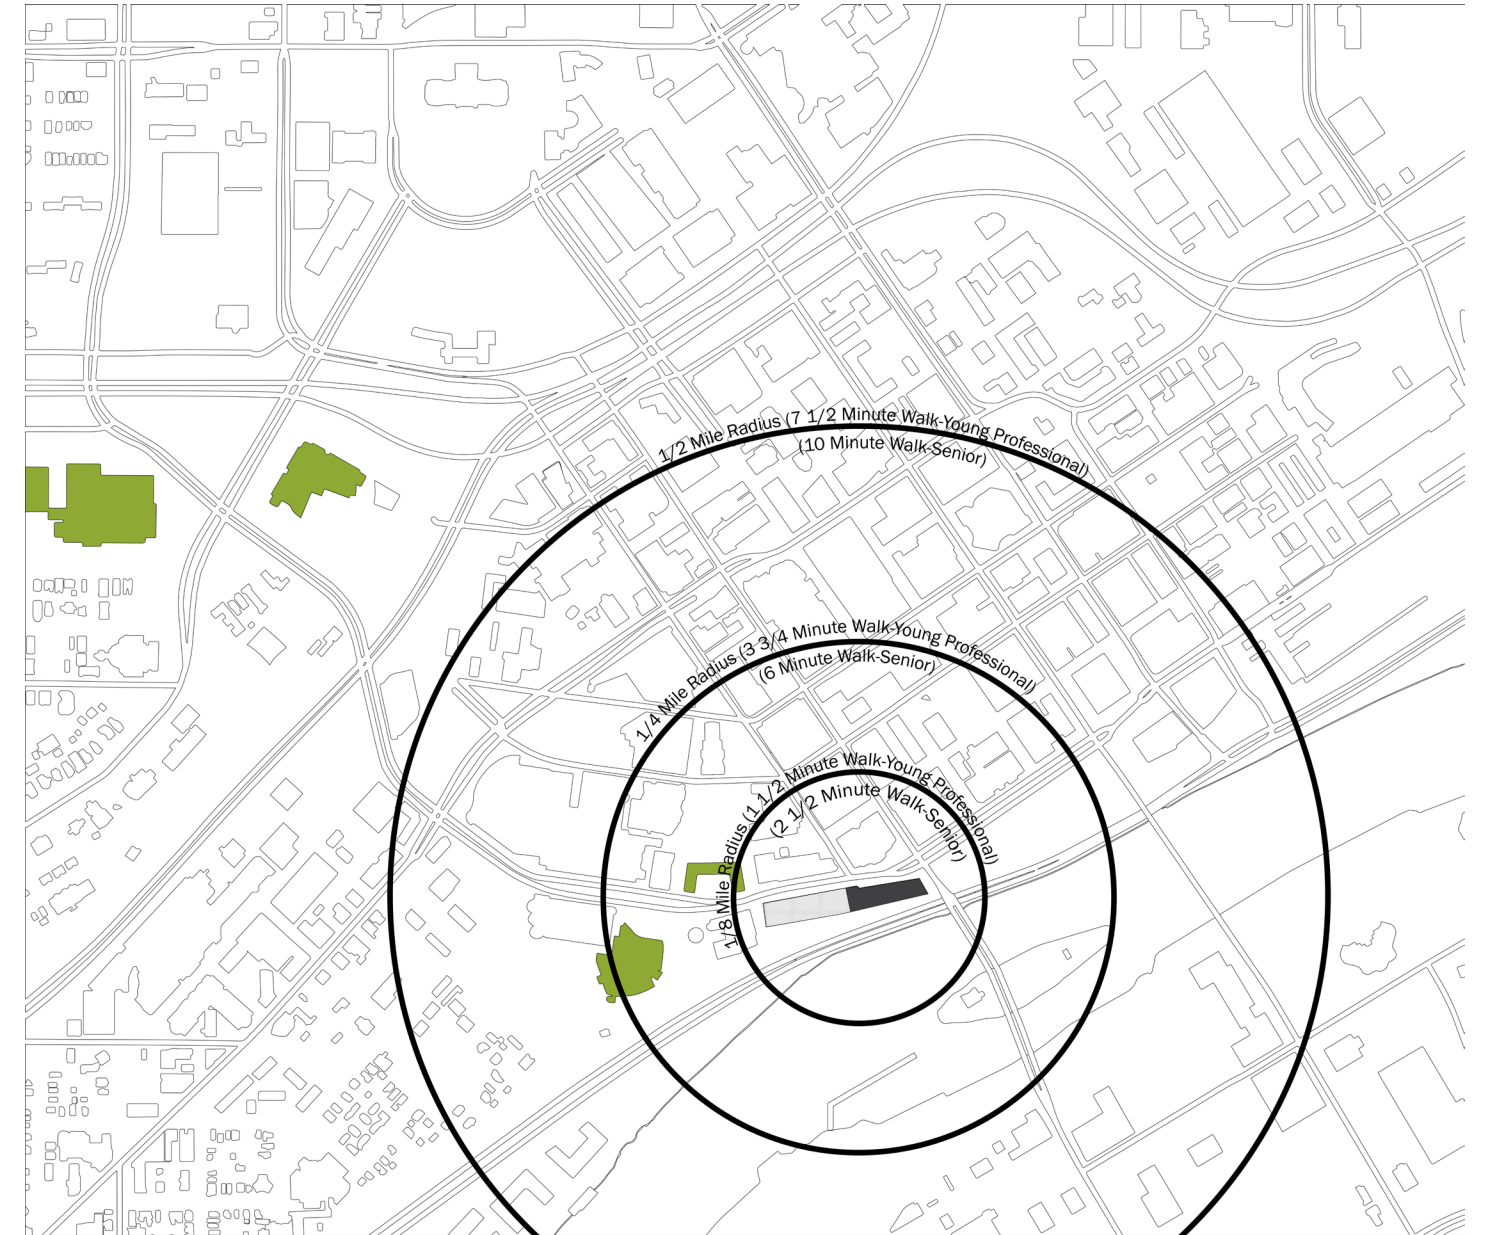 1/2 Mile Radius (7 1/2 Minute Walk-Young Professional)
(10 Minute Walk-Senior)
1/4 Mile Radius (3 3/4 Minute Walk-Young Professional)
(6 Minute Walk-Senior)
1/8 Mile Radius (1 1/2 Minute Walk-Young Professional)
(2 1/2 Minute Walk-Senior)